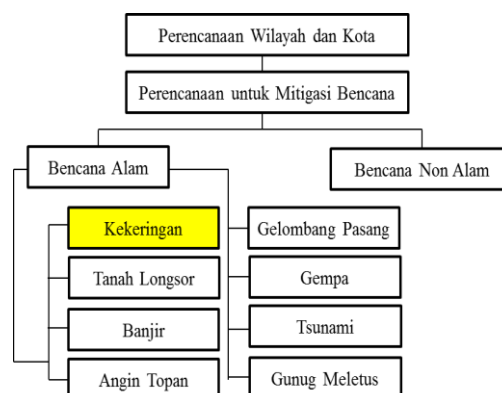 Perencanaan Wilayah dan Kota
Perencanaan untuk Mitigasi Bencana
Bencana Alam
Bencana Non Alam
Kekeringan
Gelombang Pasang
Tanah Longsor
Gempa
Banjir
Tsunami
Angin Topan
Gunug Meletus